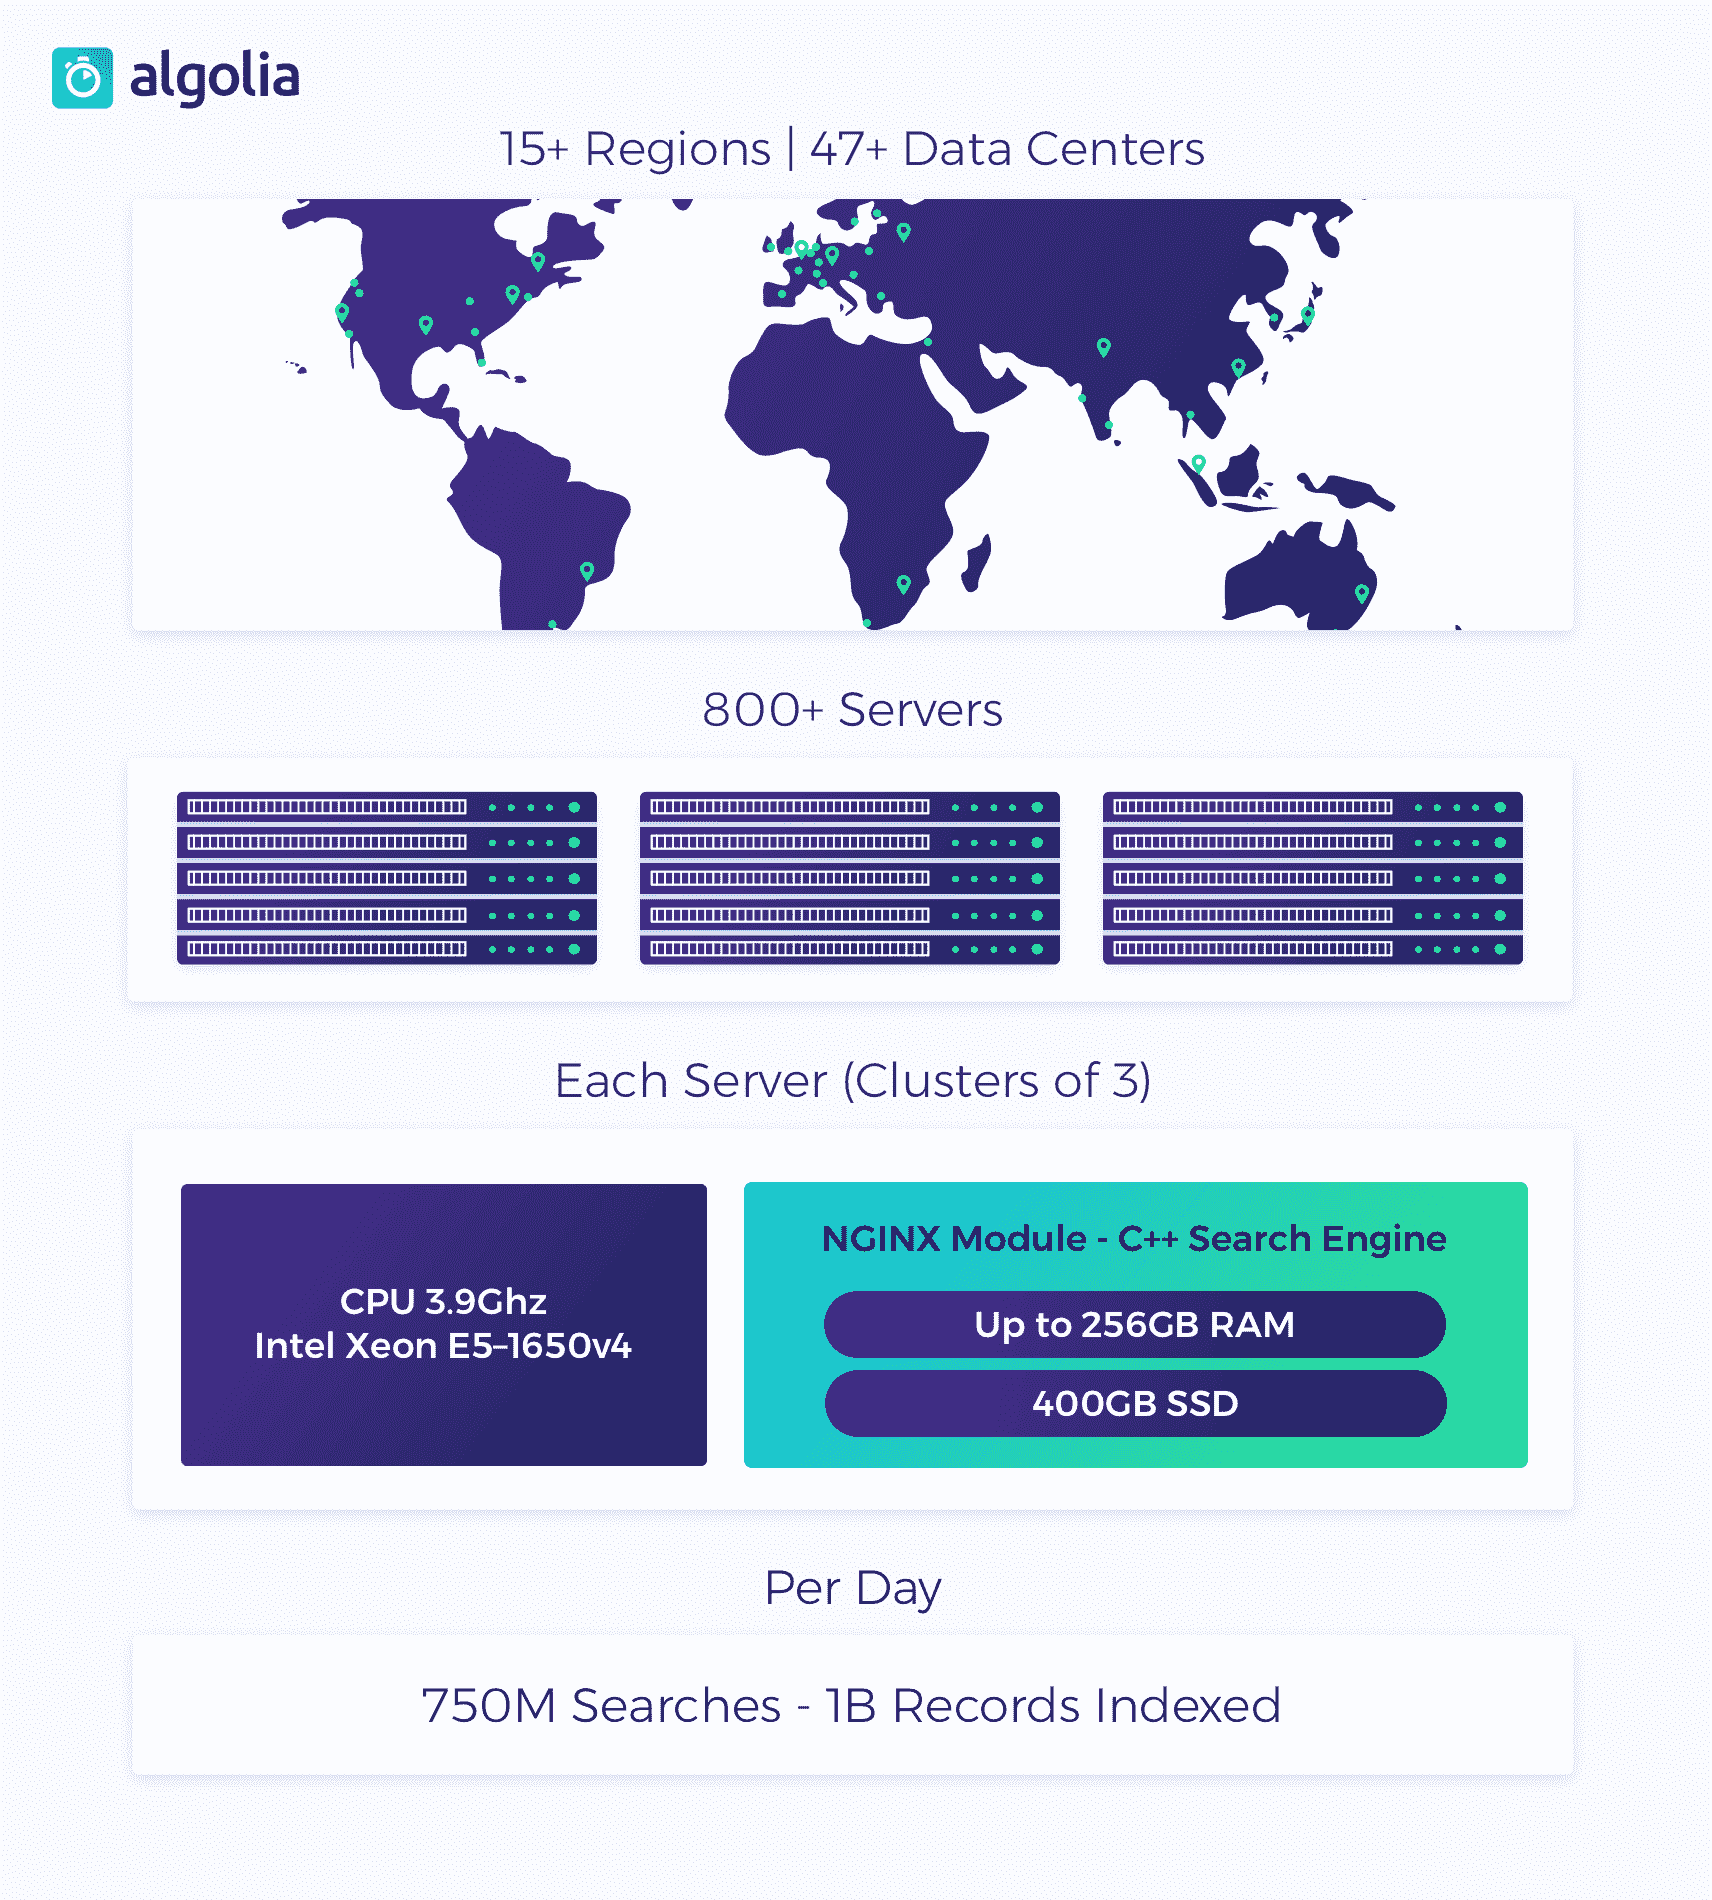 algolia
15+ Regions | 47+ Data Centers
800+ Servers
Each Server (Clusters of 3)
CPU 3.9Ghz
Intel Xeon E5–1650v4
NGINX Module - C++ Search Engine
Up to 256GB RAM
400GB SSD
Per Day
750M Searches - 1B Records Indexed